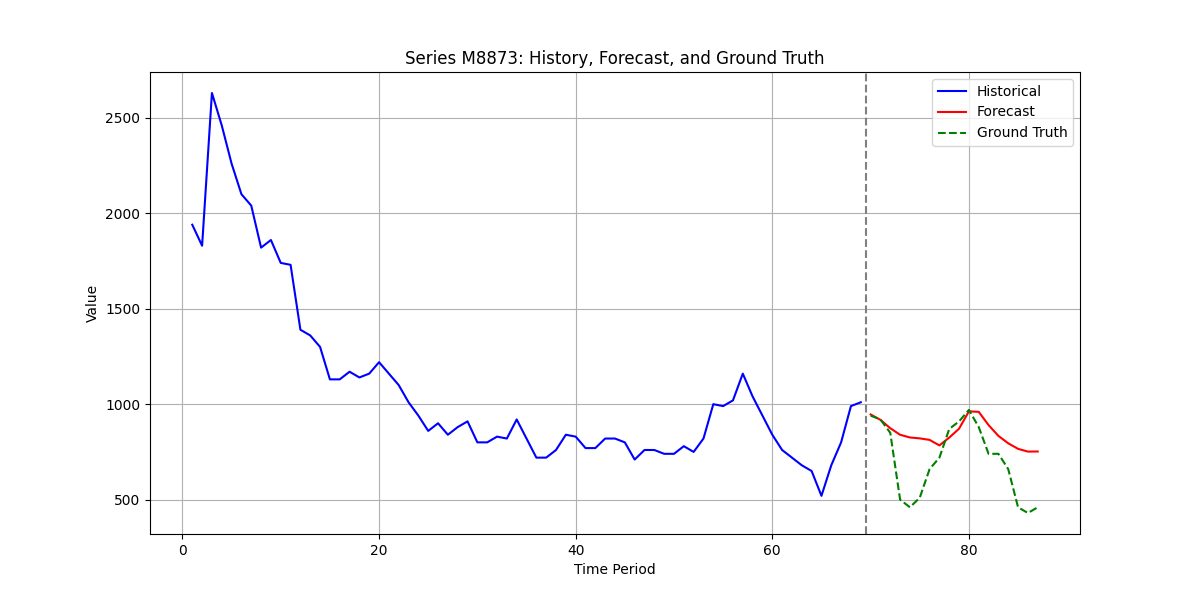 Series M8873: History, Forecast, and Ground Truth
Historical
Forecast
Ground Truth
2500
2000
1500
1000
500
Value
0
20
40
60
80
Time Period